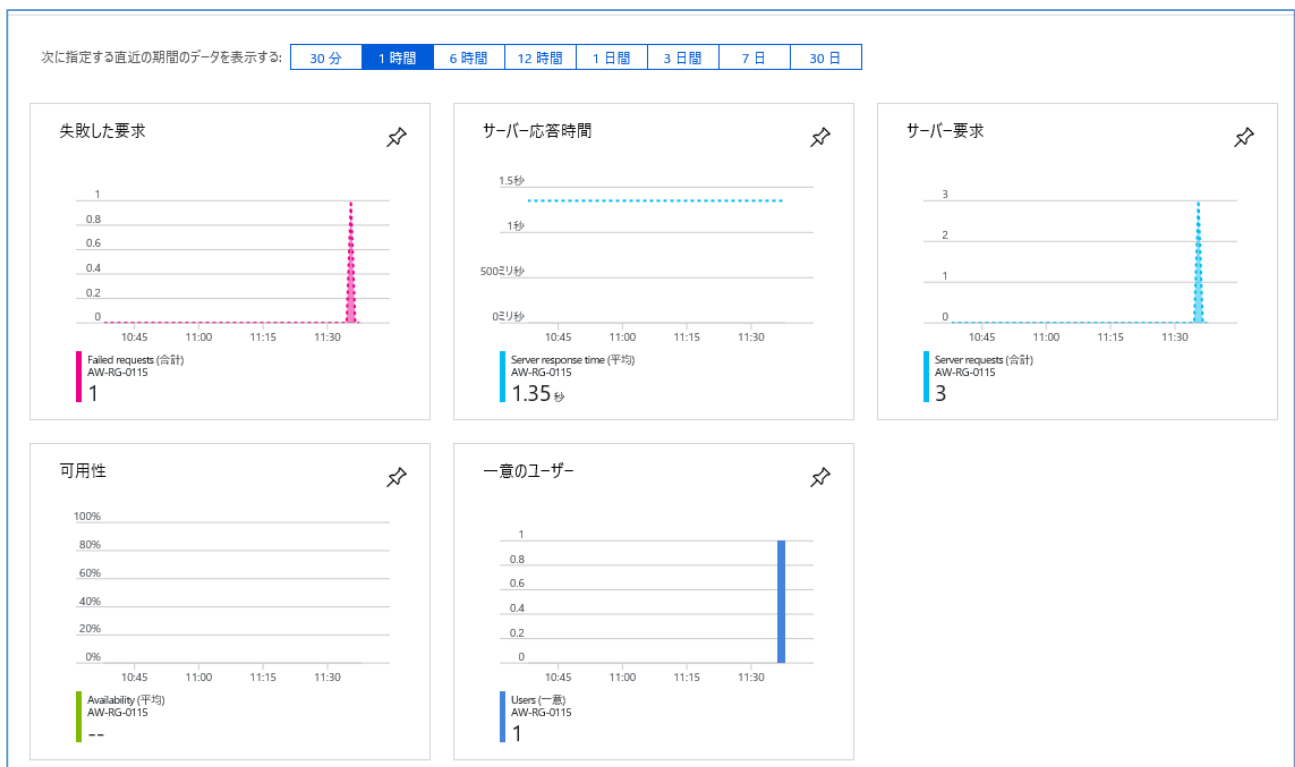 次に指定する直近の期間のデータを表示する: 30 分 1 時間 6 時間 12 時間 1 日間 3 日間 7 日 30 日
失敗した要求
1
0.8
0.6
0.4
0.2
0
10:45 11:00 11:15 11:30
Failed requests (合計)
AW-RG-0115
1
サーバー応答時間
1.5秒
1秒
500ミリ秒
0ミリ秒
10:45 11:00 11:15 11:30
Server response time (平均)
AW-RG-0115
1.35 秒
サーバー要求
3
2
1
0
10:45 11:00 11:15 11:30
Server requests (合計)
AW-RG-0115
3
可用性
100%
80%
60%
40%
20%
0%
10:45 11:00 11:15 11:30
Availability (平均)
AW-RG-0115
--
一意のユーザー
1
0.8
0.6
0.4
0.2
0
10:45 11:00 11:15 11:30
Users (一意)
AW-RG-0115
1